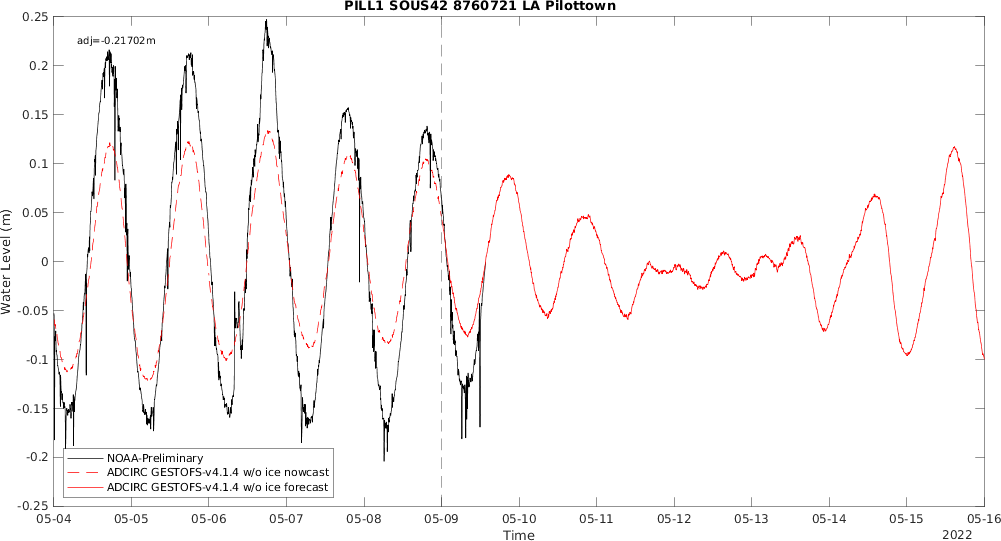 PILL1 SOUS42 8760721 LA Pilottown
adj=-0.21702m
0.25
0.2
0.15
0.1
0.05
0
-0.05
-0.1
-0.15
-0.2
-0.25
Water Level (m)
NOAA-Preliminary
ADCIRC GESTOFS-v4.1.4 w/o ice nowcast
ADCIRC GESTOFS-v4.1.4 w/o ice forecast
05-04 05-05 05-06 05-07 05-08 05-09 05-10 05-11 05-12 05-13 05-14 05-15 05-16
Time
2022